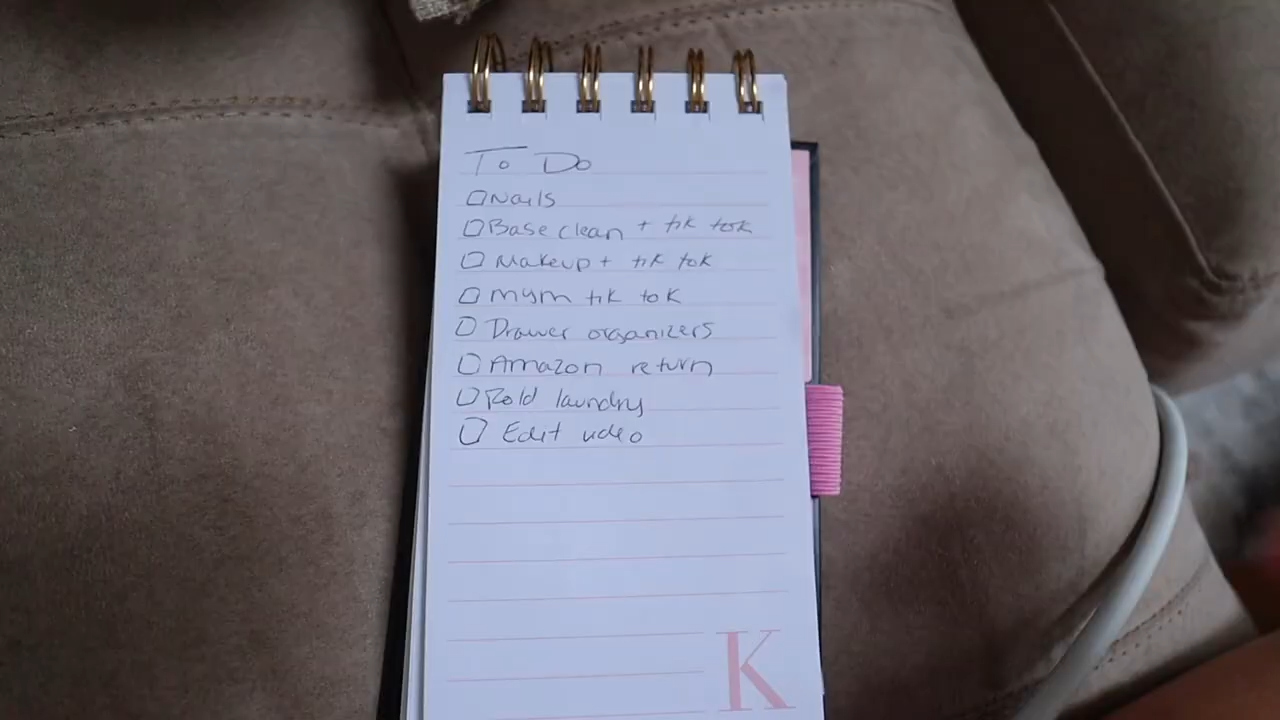 To Do
Nails
Base clean + tik tok
Makeup + tik tok
mym tik tok
Drawer organizers
Amazon return
Fold laundry
Edit video
K